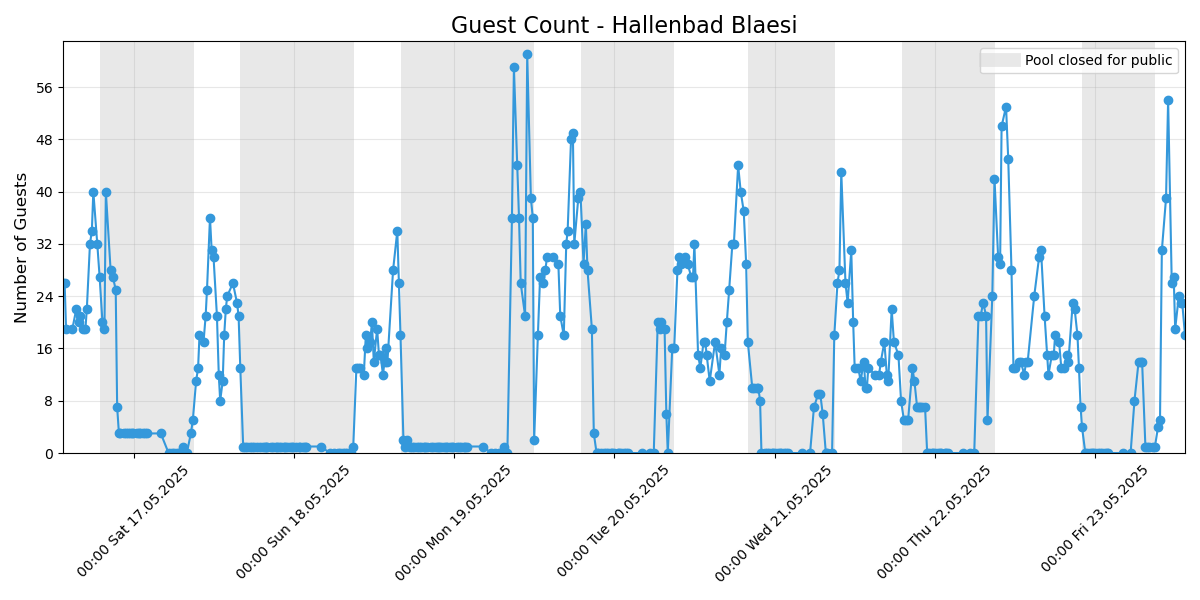 Guest Count - Hallenbad Blaesi
Pool closed for public
Number of Guests
56
48
40
32
24
16
8
0
00:00 Sat 17.05.2025
00:00 Sun 18.05.2025
00:00 Mon 19.05.2025
00:00 Tue 20.05.2025
00:00 Wed 21.05.2025
00:00 Thu 22.05.2025
00:00 Fri 23.05.2025